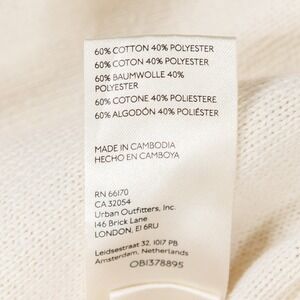 60% COTTON 40% POLYESTER
60% COTON 40% POLYESTER
60% BAUMWOLLE 40%
POLYESTER
60% COTONE 40% POLIESTERE
60% ALGODÓN 40% POLIÉSTER
MADE IN CAMBODIA
HECHO EN CAMBOYA
RN 66170
CA 32054
Urban Outfitters, Inc.
146 Brick Lane
LONDON, E1 6RU
Leidsestraat 32, 1017 PB
Amsterdam, Netherlands
OB1378895